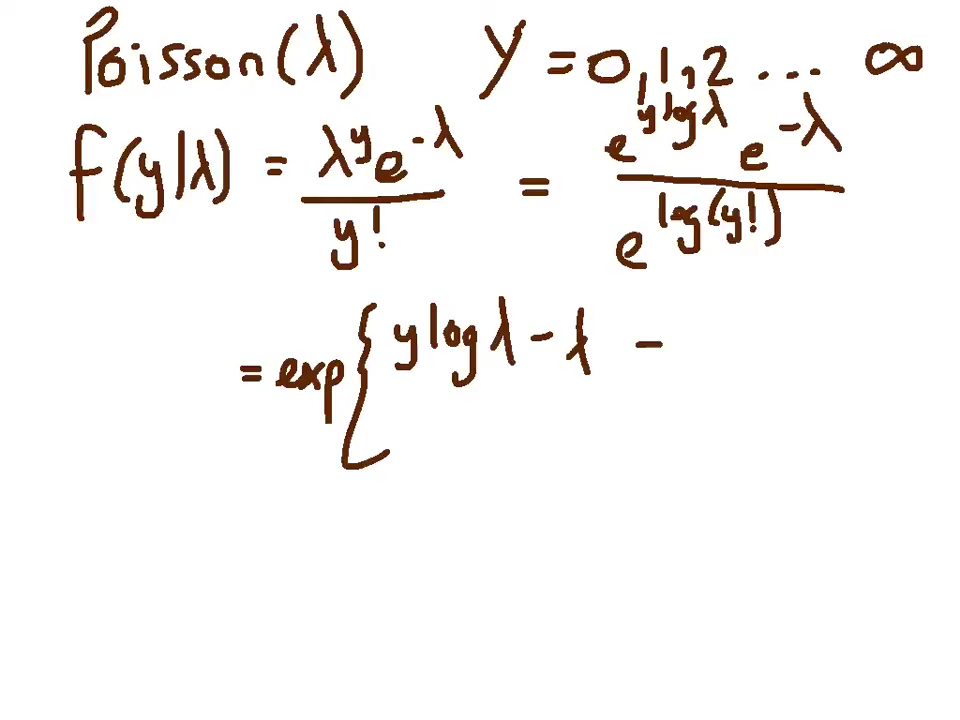 Poisson(λ) Y = 0, 1, 2 ... ∞
f(y|λ) = λ^y e^{-λ} / y! = e^{y log λ} e^{-λ} / e^{log(y!)}
= exp{ y log λ - λ -